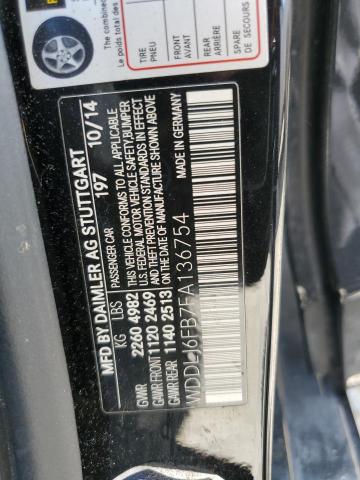 The combined
Le poids total des
TIRE
PNEU
FRONT
AVANT
REAR
ARRIÈRE
SPARE
DE SECOURS
MFD BY DAIMLER AG STUTTGART 10/14
PASSENGER CAR 197
KG LBS
GVWR 2260 4982
GAWR FRONT 1120 2469
GAWR 1140 2513
THIS VEHICLE CONFORMS TO ALL APPLICABLE
U.S. FEDERAL MOTOR VEHICLE SAFETY, BUMPER
AND THEFT PREVENTION STANDARDS IN EFFECT
ON THE DATE OF MANUFACTURE SHOWN ABOVE
MADE IN GERMANY
WDDLJ6FB7FA136754